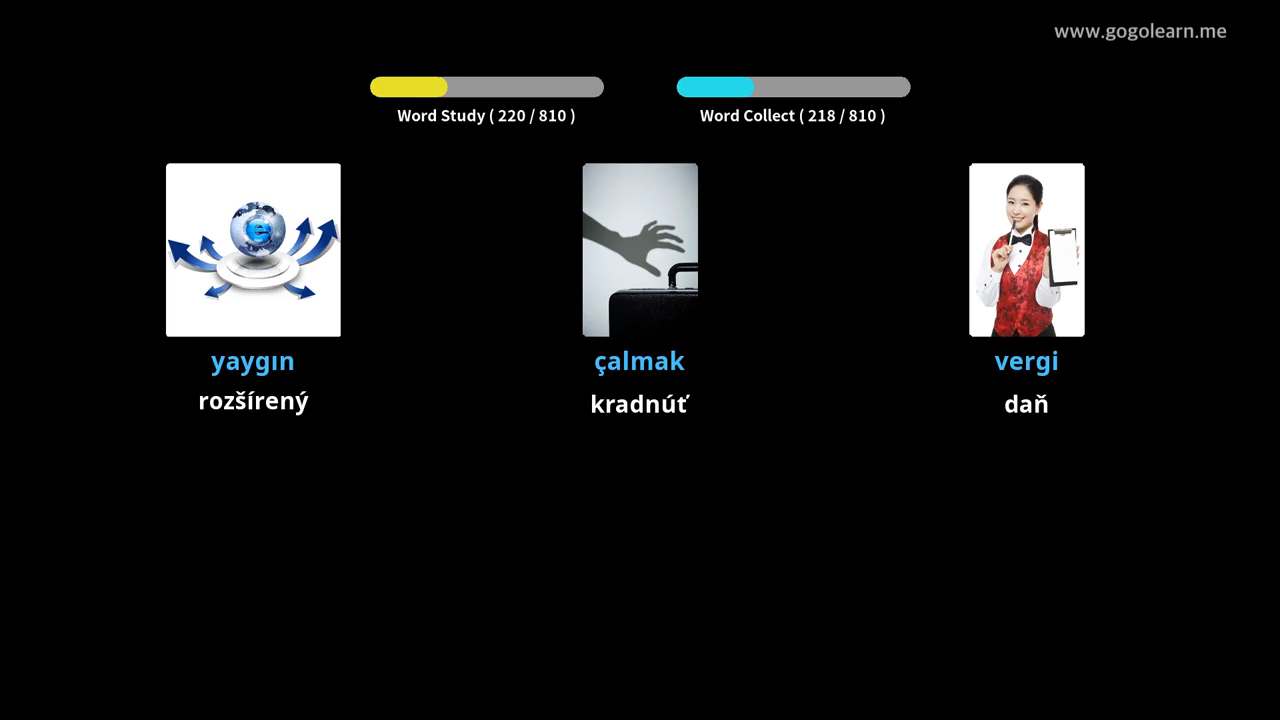 www.gogolearn.me
Word Study ( 220 / 810 )
Word Collect ( 218 / 810 )
e
yaygın
çalmak
vergi
rozšírený
kradnúť
daň